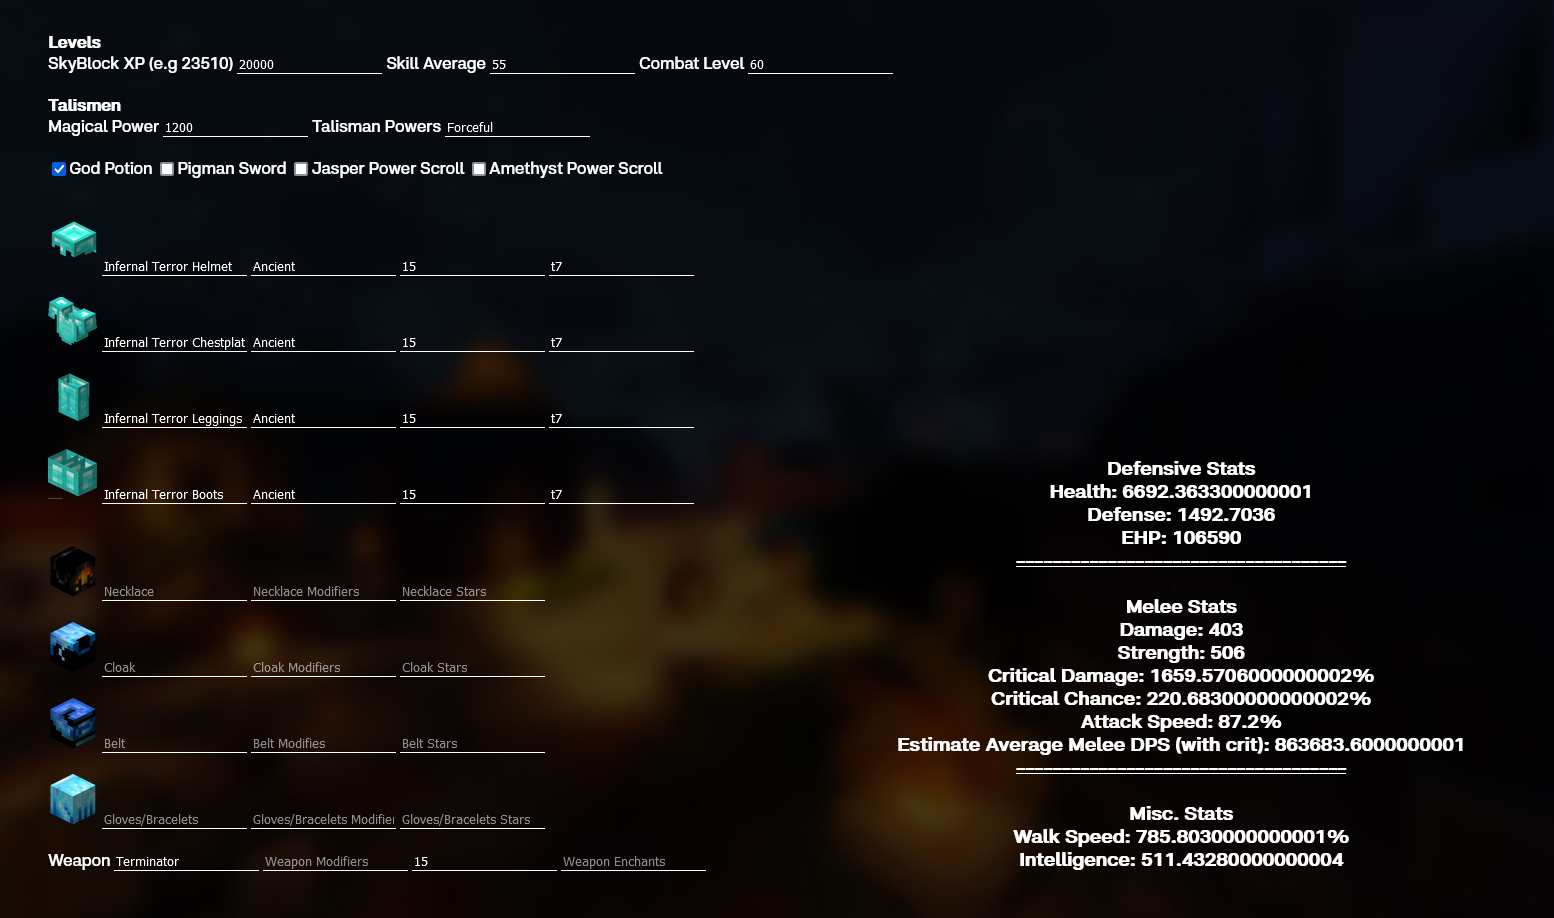 Levels
SkyBlock XP (e.g 23510) 20000 Skill Average 55 Combat Level 60
Talismen
Magical Power 1200 Talisman Powers Forceful
God Potion Pigman Sword Jasper Power Scroll Amethyst Power Scroll
Infernal Terror Helmet Ancient 15 t7
Infernal Terror Chestplat Ancient 15 t7
Infernal Terror Leggings Ancient 15 t7
Infernal Terror Boots Ancient 15 t7
Necklace Necklace Modifiers Necklace Stars
Cloak Cloak Modifiers Cloak Stars
Belt Belt Modifies Belt Stars
Gloves/Bracelets Gloves/Bracelets Modifier Gloves/Bracelets Stars
Weapon Terminator Weapon Modifiers 15 Weapon Enchants
Defensive Stats
Health: 6692.363300000001
Defense: 1492.7036
EHP: 106590
Melee Stats
Damage: 403
Strength: 506
Critical Damage: 1659.5706000000002%
Critical Chance: 220.68300000000002%
Attack Speed: 87.2%
Estimate Average Melee DPS (with crit): 863683.6000000001
Misc. Stats
Walk Speed: 785.8030000000001%
Intelligence: 511.43280000000004